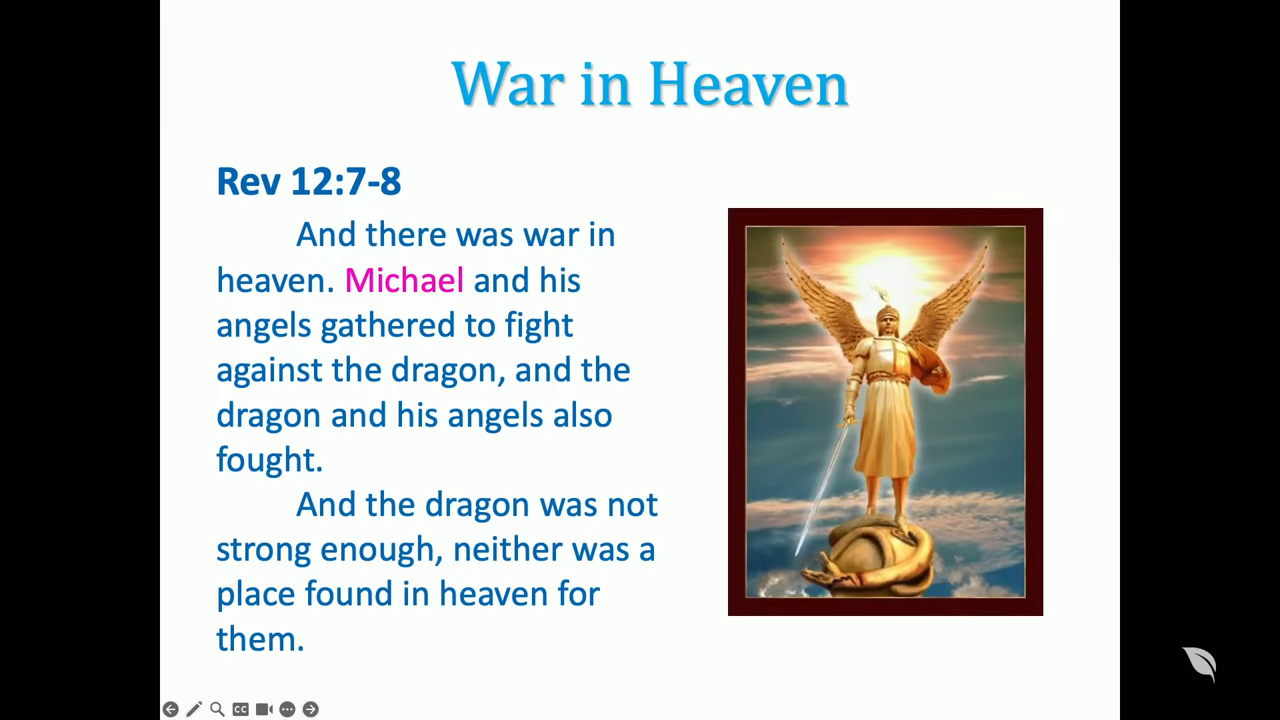 War in Heaven
Rev 12:7-8
And there was war in
heaven. Michael and his
angels gathered to fight
against the dragon, and the
dragon and his angels also
fought.
And the dragon was not
strong enough, neither was a
place found in heaven for
them.
CC